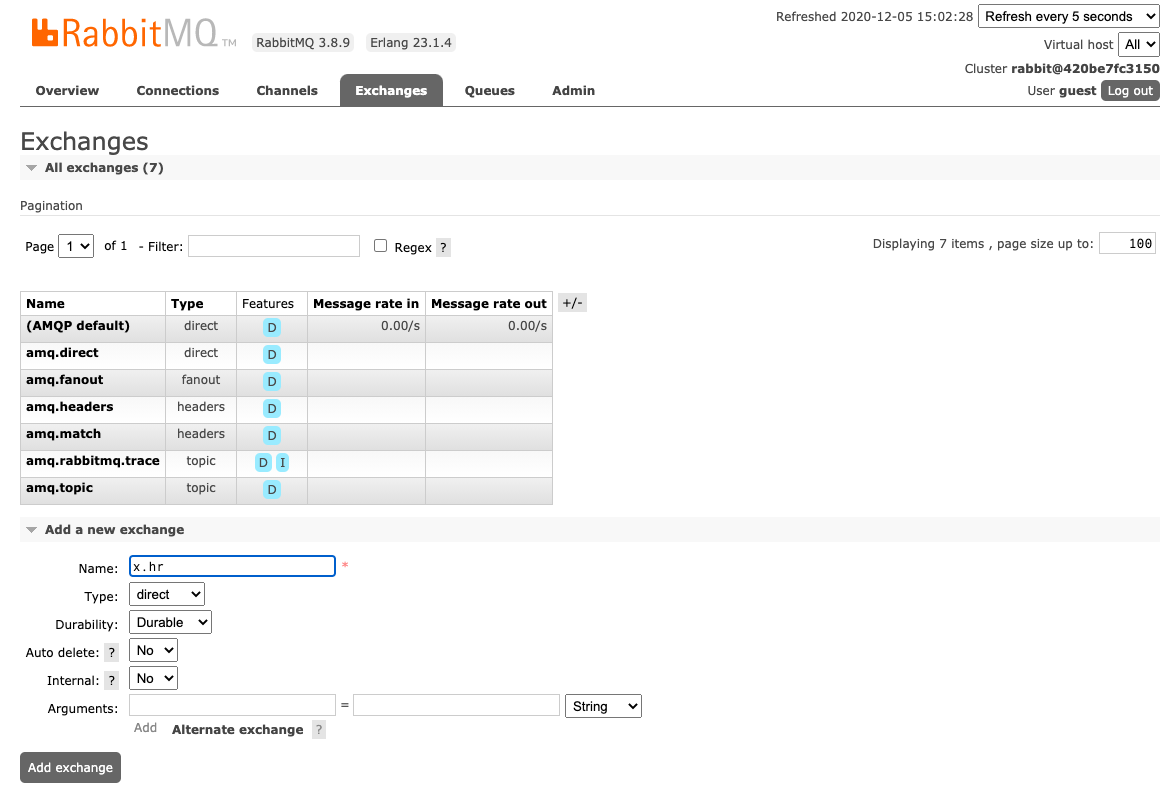 RabbitMQ TM RabbitMQ 3.8.9 Erlang 23.1.4
Refreshed 2020-12-05 15:02:28 Refresh every 5 seconds
Virtual host All
Cluster rabbit@420be7fc3150
User guest Log out
Overview Connections Channels Exchanges Queues Admin
Exchanges
All exchanges (7)
Pagination
Page 1 of 1 - Filter: Regex ? Displaying 7 items , page size up to: 100
Name Type Features Message rate in Message rate out +/-
(AMQP default) direct D 0.00/s 0.00/s
amq.direct direct D
amq.fanout fanout D
amq.headers headers D
amq.match headers D
amq.rabbitmq.trace topic D I
amq.topic topic D
Add a new exchange
Name: x.hr *
Type: direct
Durability: Durable
Auto delete: ? No
Internal: ? No
Arguments: = String
Add Alternate exchange ?
Add exchange